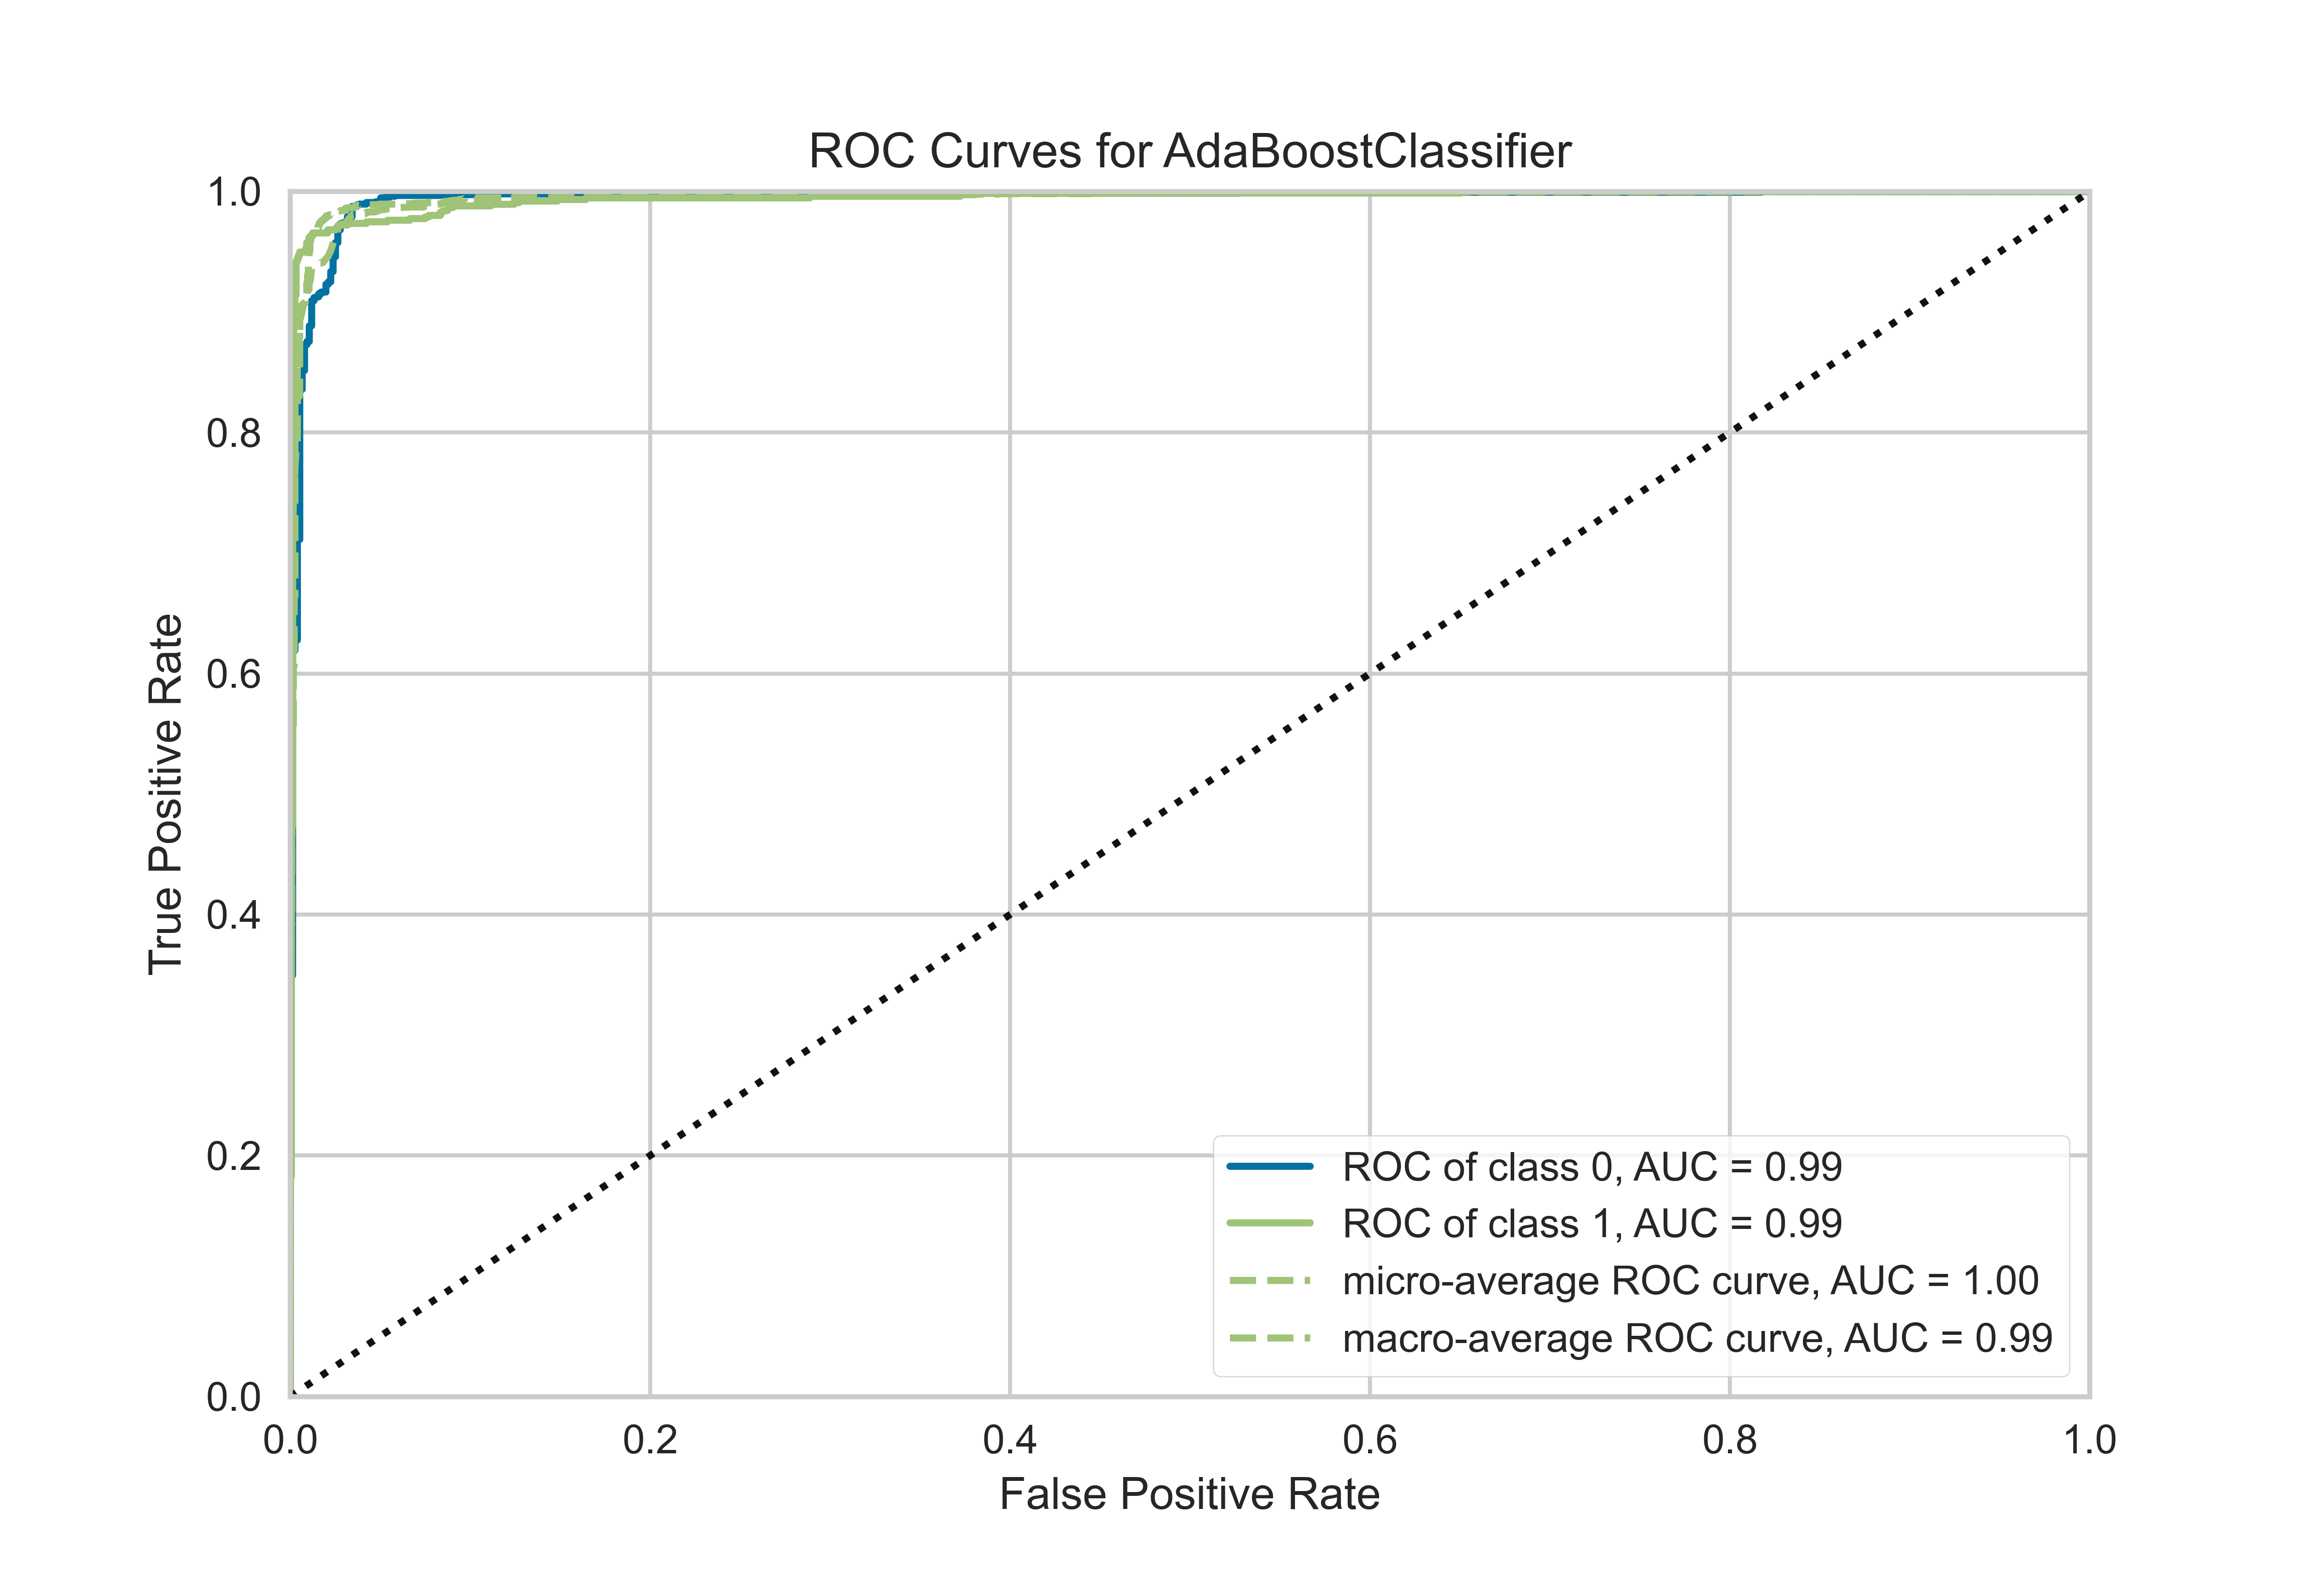 ROC Curves for AdaBoostClassifier
1.0
0.8
0.6
0.4
0.2
0.0
True Positive Rate
0.0 0.2 0.4 0.6 0.8 1.0
False Positive Rate
ROC of class 0, AUC = 0.99
ROC of class 1, AUC = 0.99
micro-average ROC curve, AUC = 1.00
macro-average ROC curve, AUC = 0.99